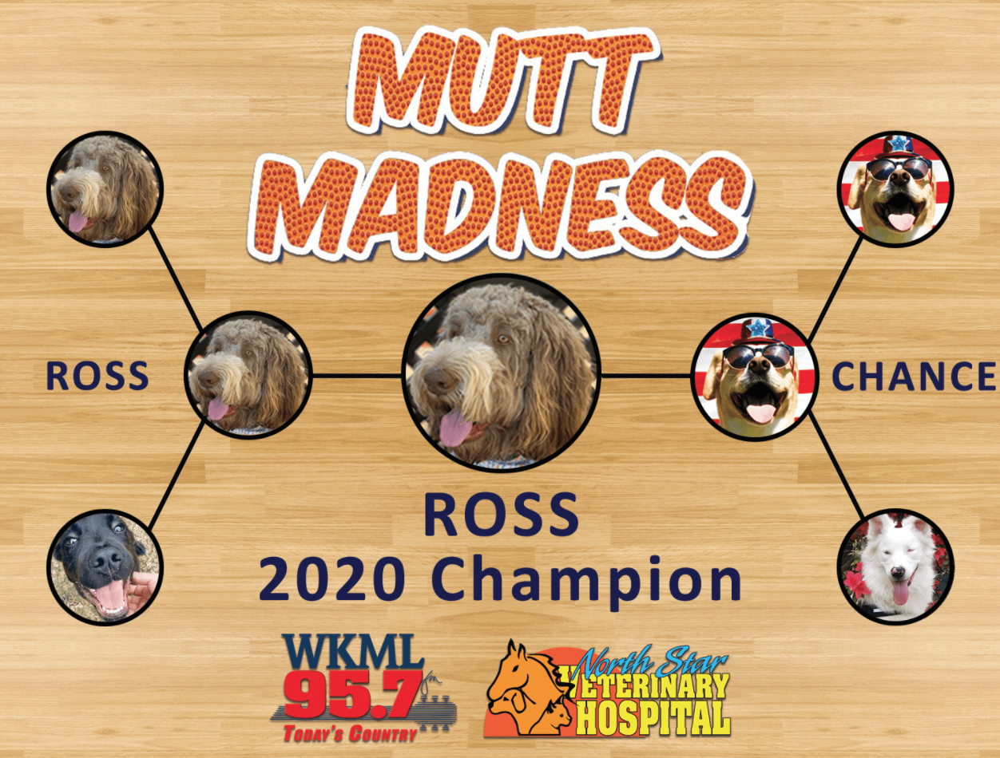 MUTT
MADNESS
ROSS
CHANCE
ROSS
2020 Champion
WKML
95.7 fm
TODAY'S COUNTRY
North Star
VETERINARY
HOSPITAL